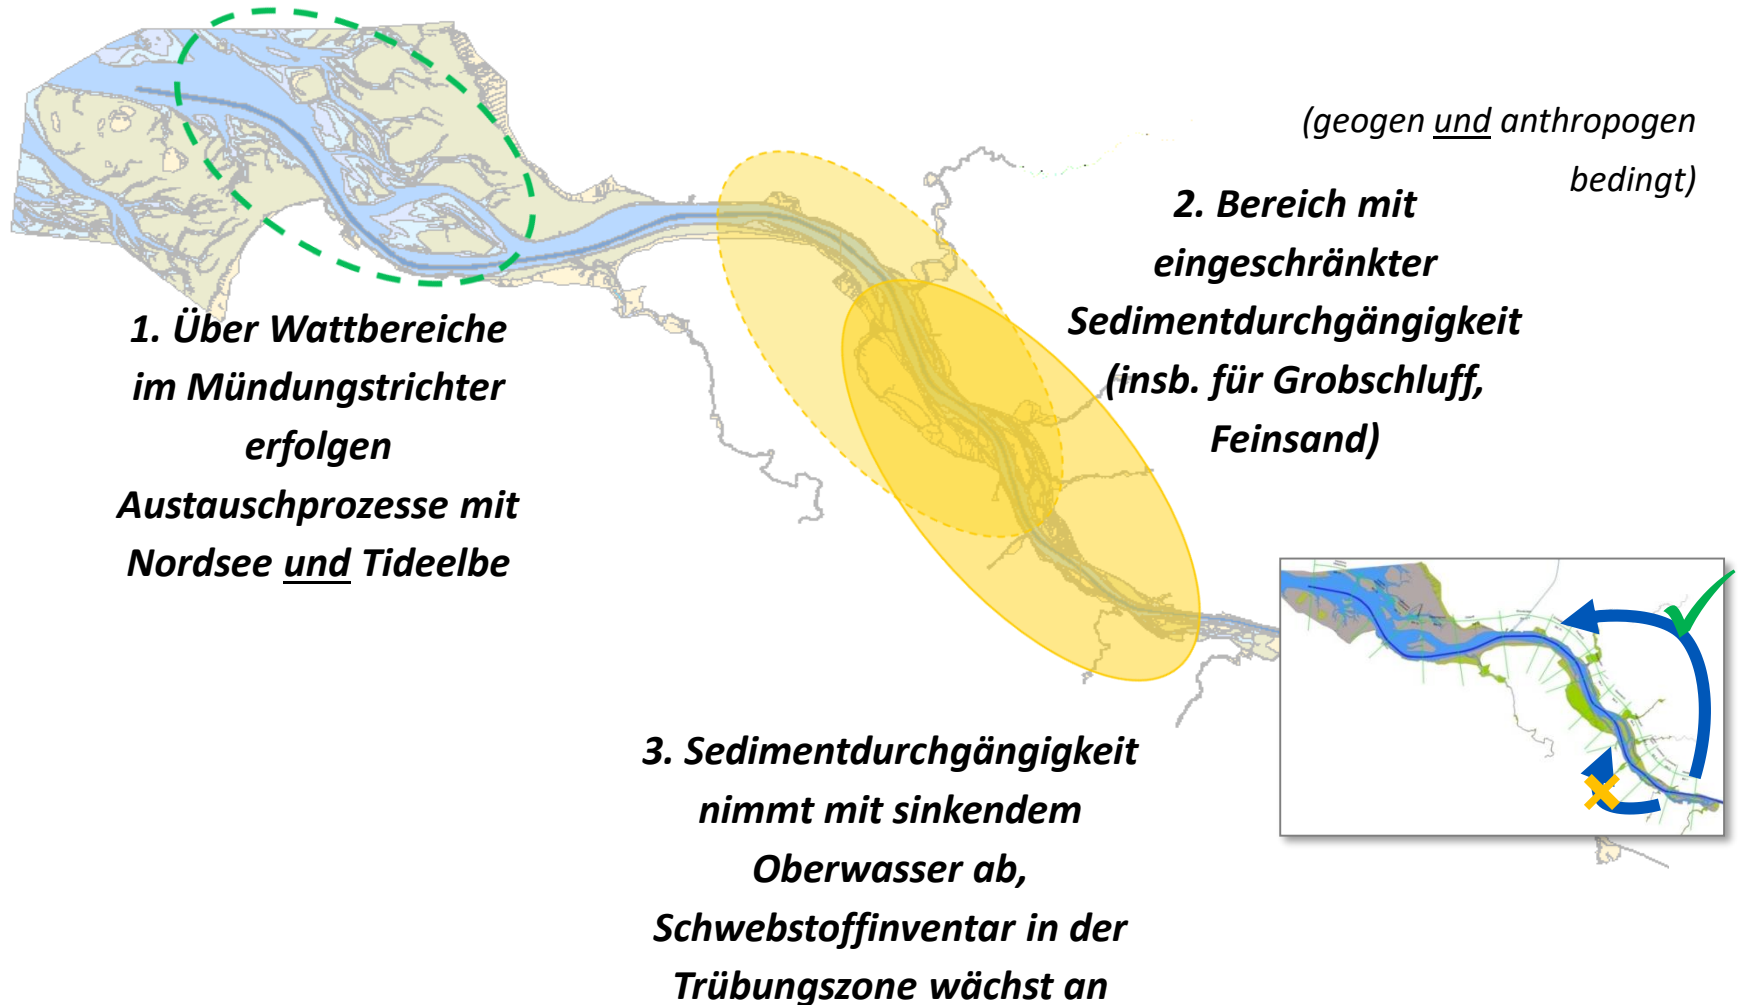 (geogen und anthropogen
bedingt)
2. Bereich mit
eingeschränkter
Sedimentdurchgängigkeit
(insb. für Grobschluff,
Feinsand)
1. Über Wattbereiche
im Mündungstrichter
erfolgen
Austauschprozesse mit
Nordsee und Tideelbe
3. Sedimentdurchgängigkeit
nimmt mit sinkendem
Oberwasser ab,
Schwebstoffinventar in der
Trübungszone wächst an